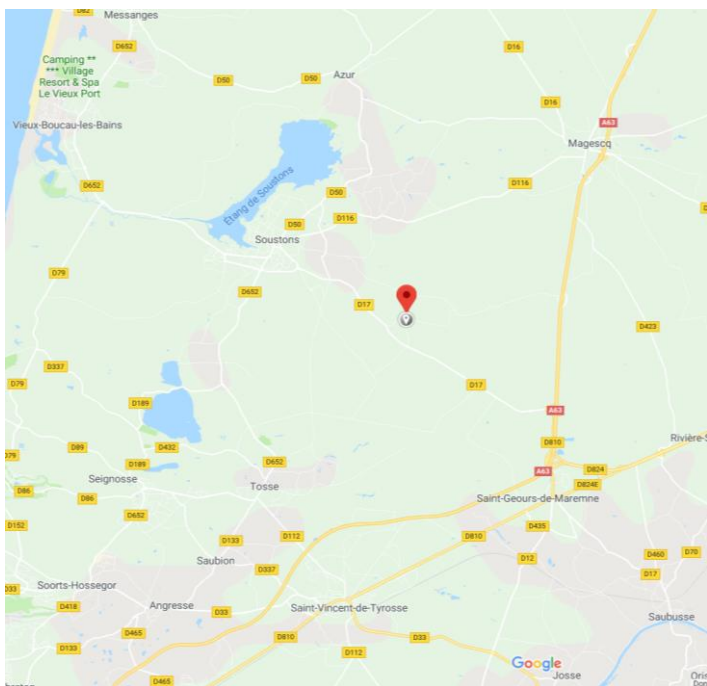 D82
Messanges
D652
D16
Camping **
*** Village
Resort & Spa
Le Vieux Port
D50
D50
Azur
D16
A63
Vieux-Boucau-les-Bains
Magescq
D652
D50
D116
Étang de Soustons
D50
D116
Soustons
D79
D652
D17
D423
D337
D79
D17
D189
A63
D810
Rivière-S
D89
D432
D79
D189
D652
A63
D824
Seignosse
D86
D86
Tosse
D824E
Saint-Geours-de-Maremne
D152
D652
D133
D112
D810
D435
D12
D460
D70
Saubion
D337
D17
D33
Soorts-Hossegor
D418
Angresse
D33
Saint-Vincent-de-Tyrosse
Saubusse
D133
D465
D810
D33
D112
Google
Josse
D465